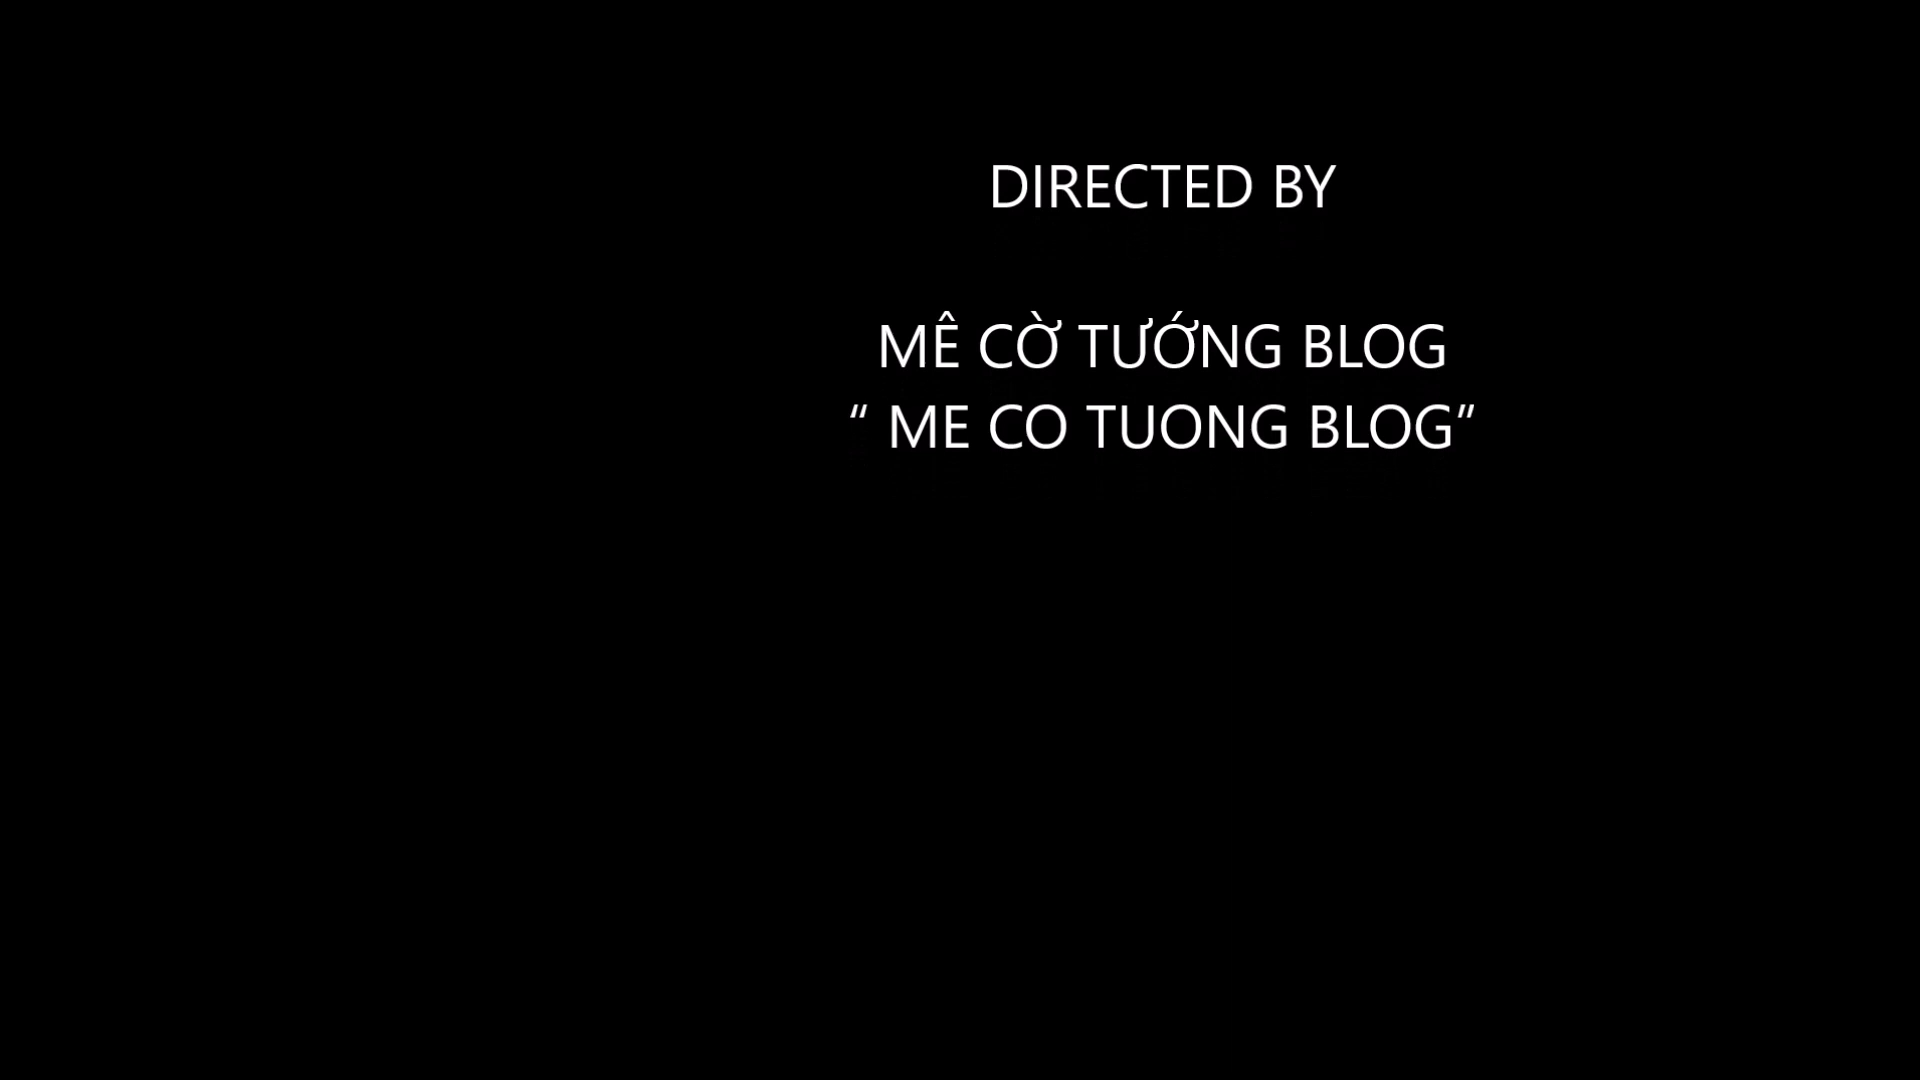 DIRECTED BY
MÊ CỜ TƯỚNG BLOG
“ ME CO TUONG BLOG”